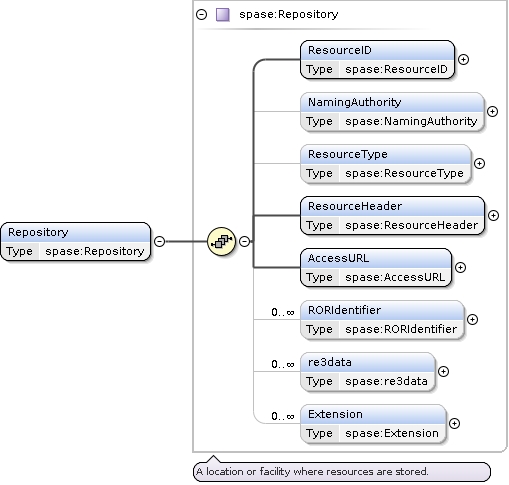 spase:Repository
ResourceID
Type spase:ResourceID
NamingAuthority
Type spase:NamingAuthority
ResourceType
Type spase:ResourceType
ResourceHeader
Type spase:ResourceHeader
Repository
Type spase:Repository
AccessURL
Type spase:AccessURL
0..∞ RORIdentifier
Type spase:RORIdentifier
0..∞ re3data
Type spase:re3data
0..∞ Extension
Type spase:Extension
A location or facility where resources are stored.